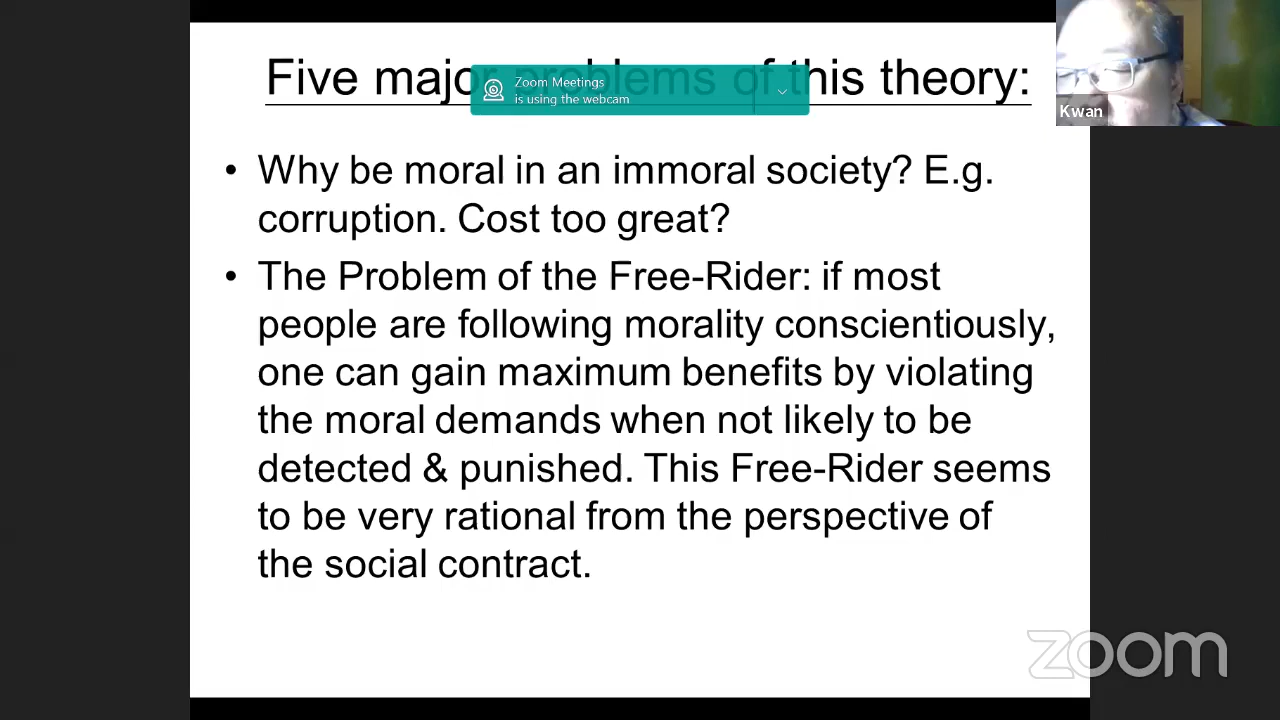 Five major problems of this theory:
Zoom Meetings
is using the webcam
Kwan
• Why be moral in an immoral society? E.g.
corruption. Cost too great?
• The Problem of the Free-Rider: if most
people are following morality conscientiously,
one can gain maximum benefits by violating
the moral demands when not likely to be
detected & punished. This Free-Rider seems
to be very rational from the perspective of
the social contract.
zoom